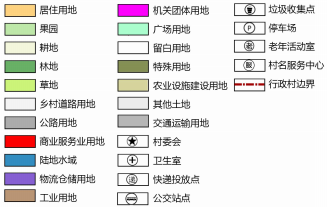 居住用地
果园
耕地
林地
草地
乡村道路用地
公路用地
商业服务业用地
陆地水域
物流仓储用地
工业用地
机关团体用地
广场用地
留白用地
特殊用地
农业设施建设用地
其他土地
交通运输用地
村委会
卫生室
快递投放点
公交站点
垃圾收集点
P 停车场
老 老年活动室
村名服务中心
行政村边界